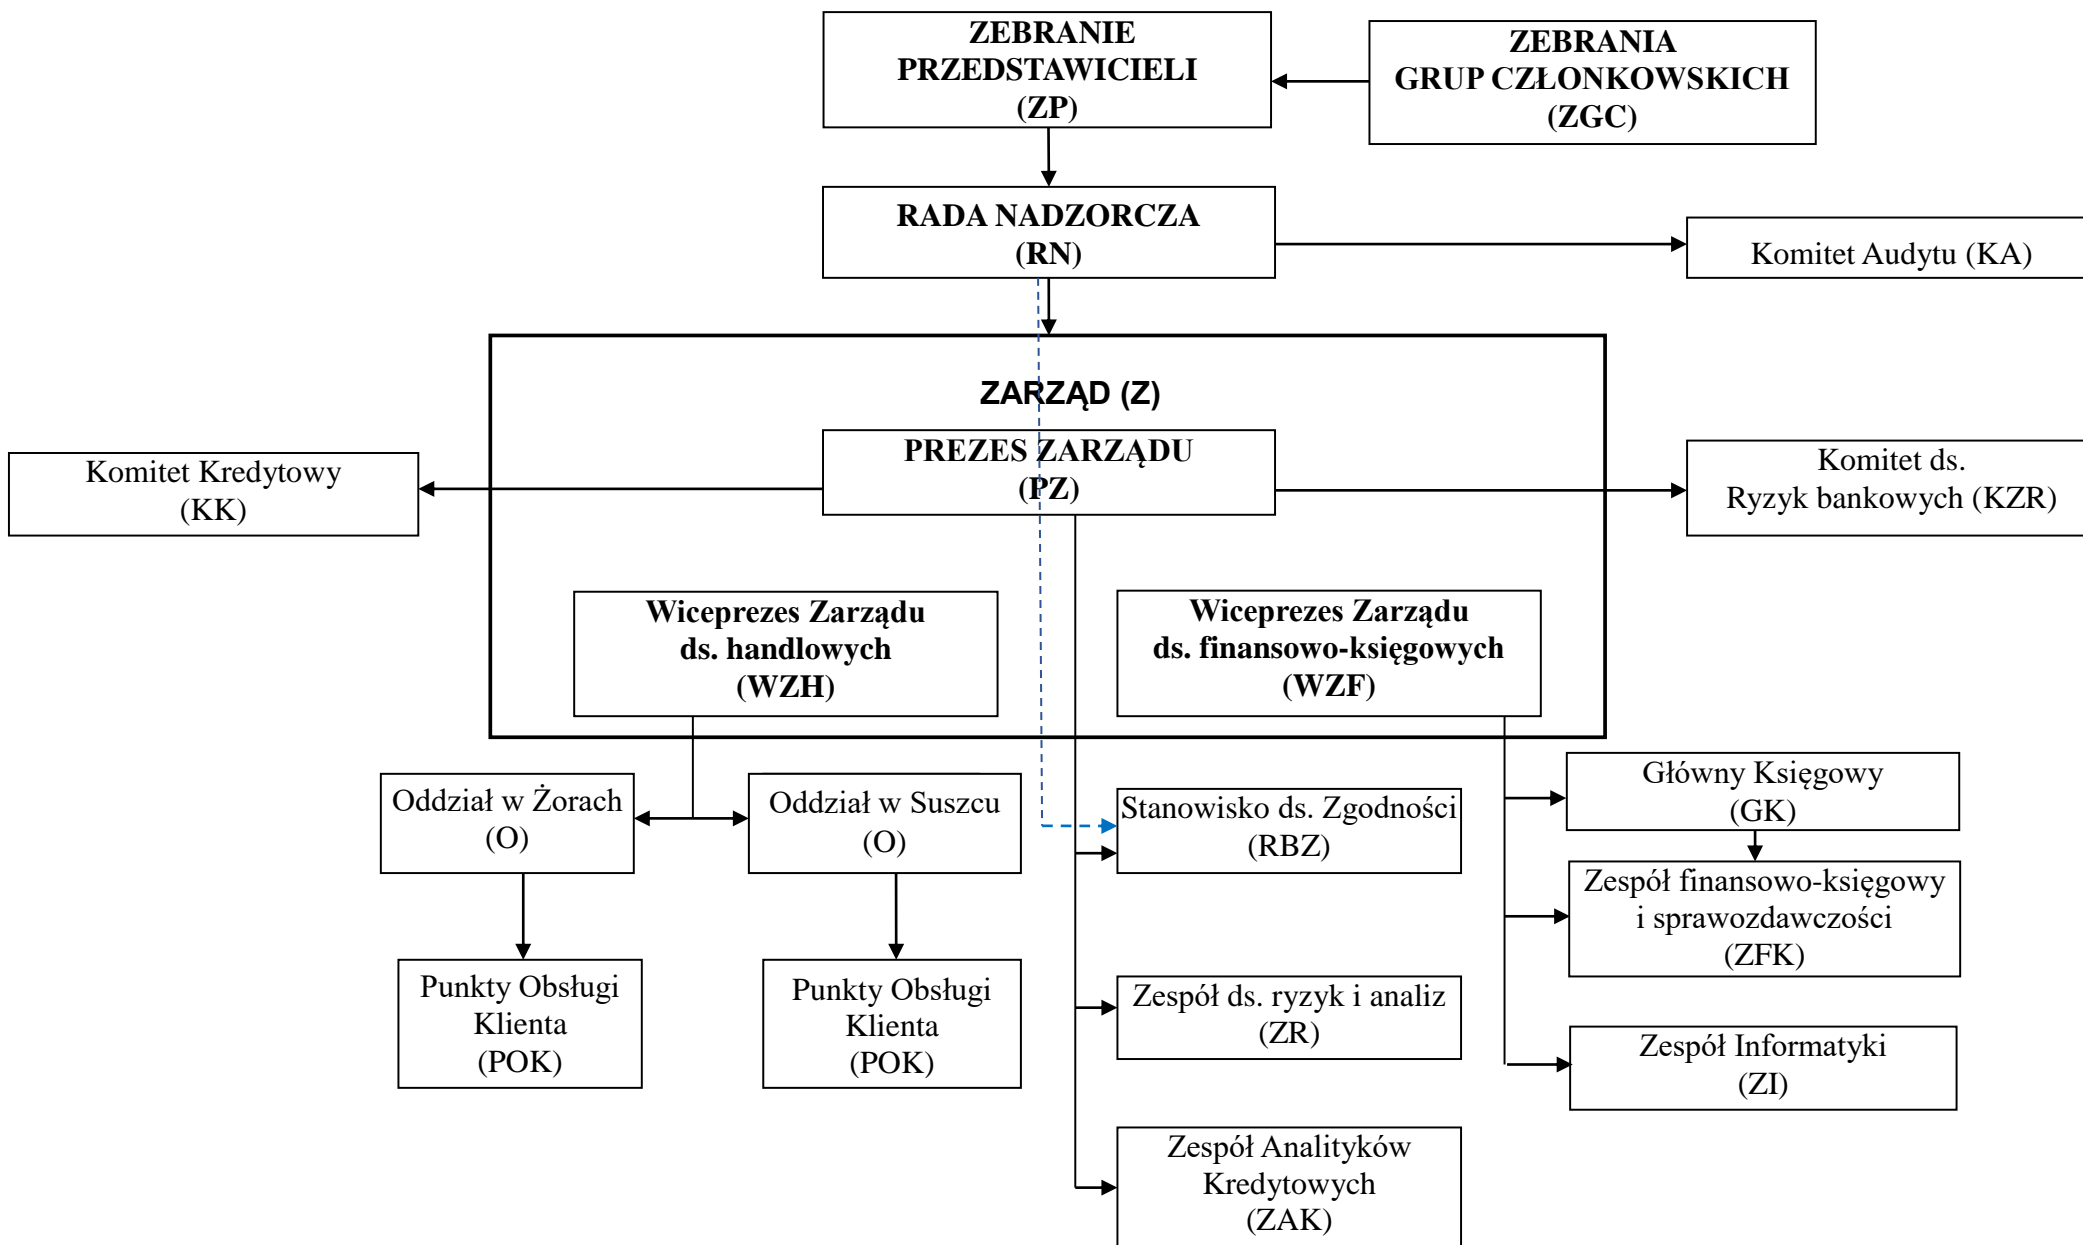 ZEBRANIE
PRZEDSTAWICIELI
(ZP)
ZEBRANIA
GRUP CZŁONKOWSKICH
(ZGC)
RADA NADZORCZA
(RN)
Komitet Audytu (KA)
ZARZĄD (Z)
PREZES ZARZĄDU
(PZ)
Komitet Kredytowy
(KK)
Komitet ds.
Ryzyk bankowych (KZR)
Wiceprezes Zarządu
ds. handlowych
(WZH)
Wiceprezes Zarządu
ds. finansowo-księgowych
(WZF)
Oddział w Żorach
(O)
Oddział w Suszcu
(O)
Stanowisko ds. Zgodności
(RBZ)
Główny Księgowy
(GK)
Zespół finansowo-księgowy
i sprawozdawczości
(ZFK)
Punkty Obsługi
Klienta
(POK)
Punkty Obsługi
Klienta
(POK)
Zespół ds. ryzyk i analiz
(ZR)
Zespół Informatyki
(ZI)
Zespół Analityków
Kredytowych
(ZAK)